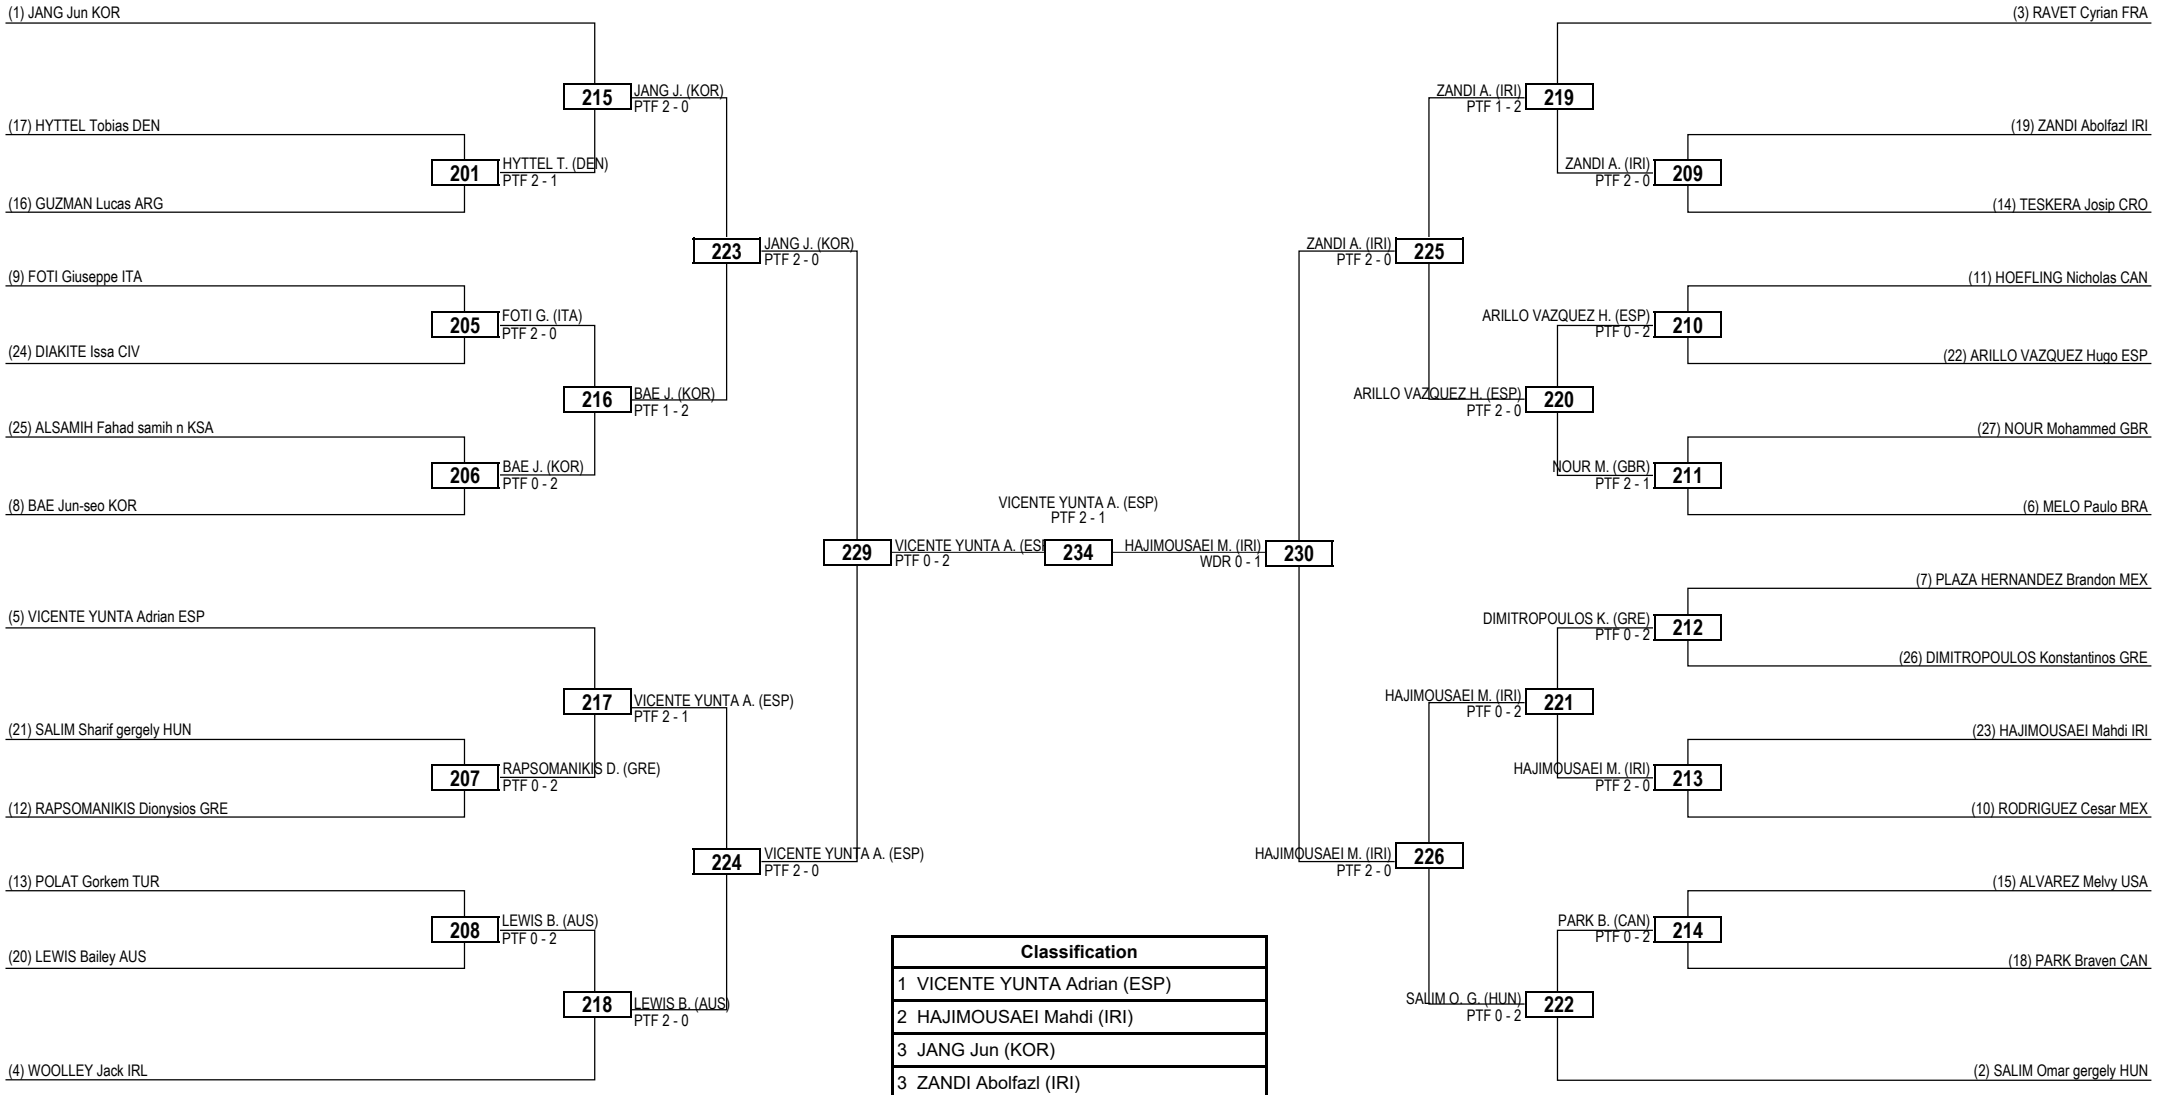 (1) JANG Jun KOR
215
JANG J. (KOR)
PTF 2 - 0
(17) HYTTEL Tobias DEN
201
HYTTEL T. (DEN)
PTF 2 - 1
(16) GUZMAN Lucas ARG
223
JANG J. (KOR)
PTF 2 - 0
(9) FOTI Giuseppe ITA
205
FOTI G. (ITA)
PTF 2 - 0
(24) DIAKITE Issa CIV
216
BAE J. (KOR)
PTF 1 - 2
(25) ALSAMIH Fahad samih n KSA
206
BAE J. (KOR)
PTF 0 - 2
(8) BAE Jun-seo KOR
229
VICENTE YUNTA A. (ESP
PTF 0 - 2
(5) VICENTE YUNTA Adrian ESP
217
VICENTE YUNTA A. (ESP)
PTF 2 - 1
(21) SALIM Sharif gergely HUN
207
RAPSOMANIKIS D. (GRE)
PTF 0 - 2
(12) RAPSOMANIKIS Dionysios GRE
224
VICENTE YUNTA A. (ESP)
PTF 2 - 0
(13) POLAT Gorkem TUR
208
LEWIS B. (AUS)
PTF 0 - 2
(20) LEWIS Bailey AUS
218
LEWIS B. (AUS)
PTF 2 - 0
(4) WOOLLEY Jack IRL
VICENTE YUNTA A. (ESP)
PTF 2 - 1
234
HAJIMOUSAEI M. (IRI)
WDR 0 - 1
230
(3) RAVET Cyrian FRA
ZANDI A. (IRI)
PTF 1 - 2
219
(19) ZANDI Abolfazl IRI
ZANDI A. (IRI)
PTF 2 - 0
209
(14) TESKERA Josip CRO
ZANDI A. (IRI)
PTF 2 - 0
225
(11) HOEFLING Nicholas CAN
ARILLO VAZQUEZ H. (ESP)
PTF 0 - 2
210
(22) ARILLO VAZQUEZ Hugo ESP
ARILLO VAZQUEZ H. (ESP)
PTF 2 - 0
220
(27) NOUR Mohammed GBR
NOUR M. (GBR)
PTF 2 - 1
211
(6) MELO Paulo BRA
(7) PLAZA HERNANDEZ Brandon MEX
DIMITROPOULOS K. (GRE)
PTF 0 - 2
212
(26) DIMITROPOULOS Konstantinos GRE
HAJIMOUSAEI M. (IRI)
PTF 0 - 2
221
(23) HAJIMOUSAEI Mahdi IRI
HAJIMOUSAEI M. (IRI)
PTF 2 - 0
213
(10) RODRIGUEZ Cesar MEX
HAJIMOUSAEI M. (IRI)
PTF 2 - 0
226
(15) ALVAREZ Melvy USA
PARK B. (CAN)
PTF 0 - 2
214
(18) PARK Braven CAN
SALIM O. G. (HUN)
PTF 0 - 2
222
(2) SALIM Omar gergely HUN
Classification
1 VICENTE YUNTA Adrian (ESP)
2 HAJIMOUSAEI Mahdi (IRI)
3 JANG Jun (KOR)
3 ZANDI Abolfazl (IRI)